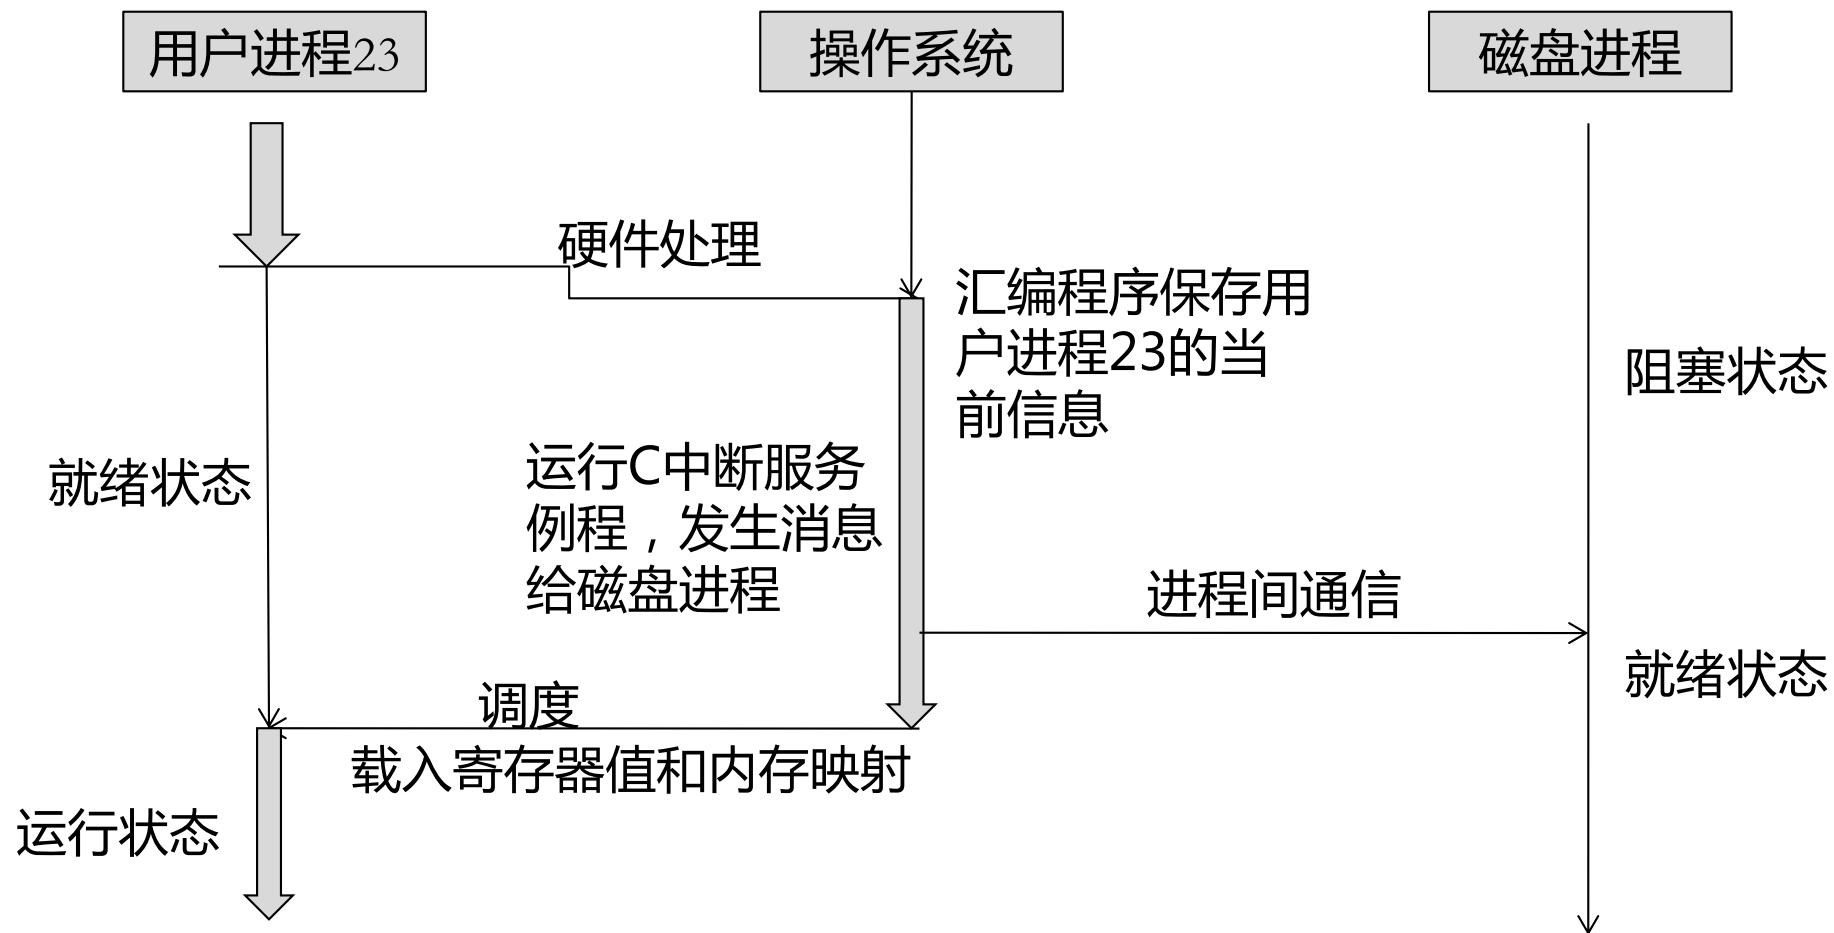 用户进程23
操作系统
磁盘进程
硬件处理
汇编程序保存用
户进程23的当
前信息
阻塞状态
就绪状态
运行C中断服务
例程，发生消息
给磁盘进程
进程间通信
就绪状态
调度
载入寄存器值和内存映射
运行状态